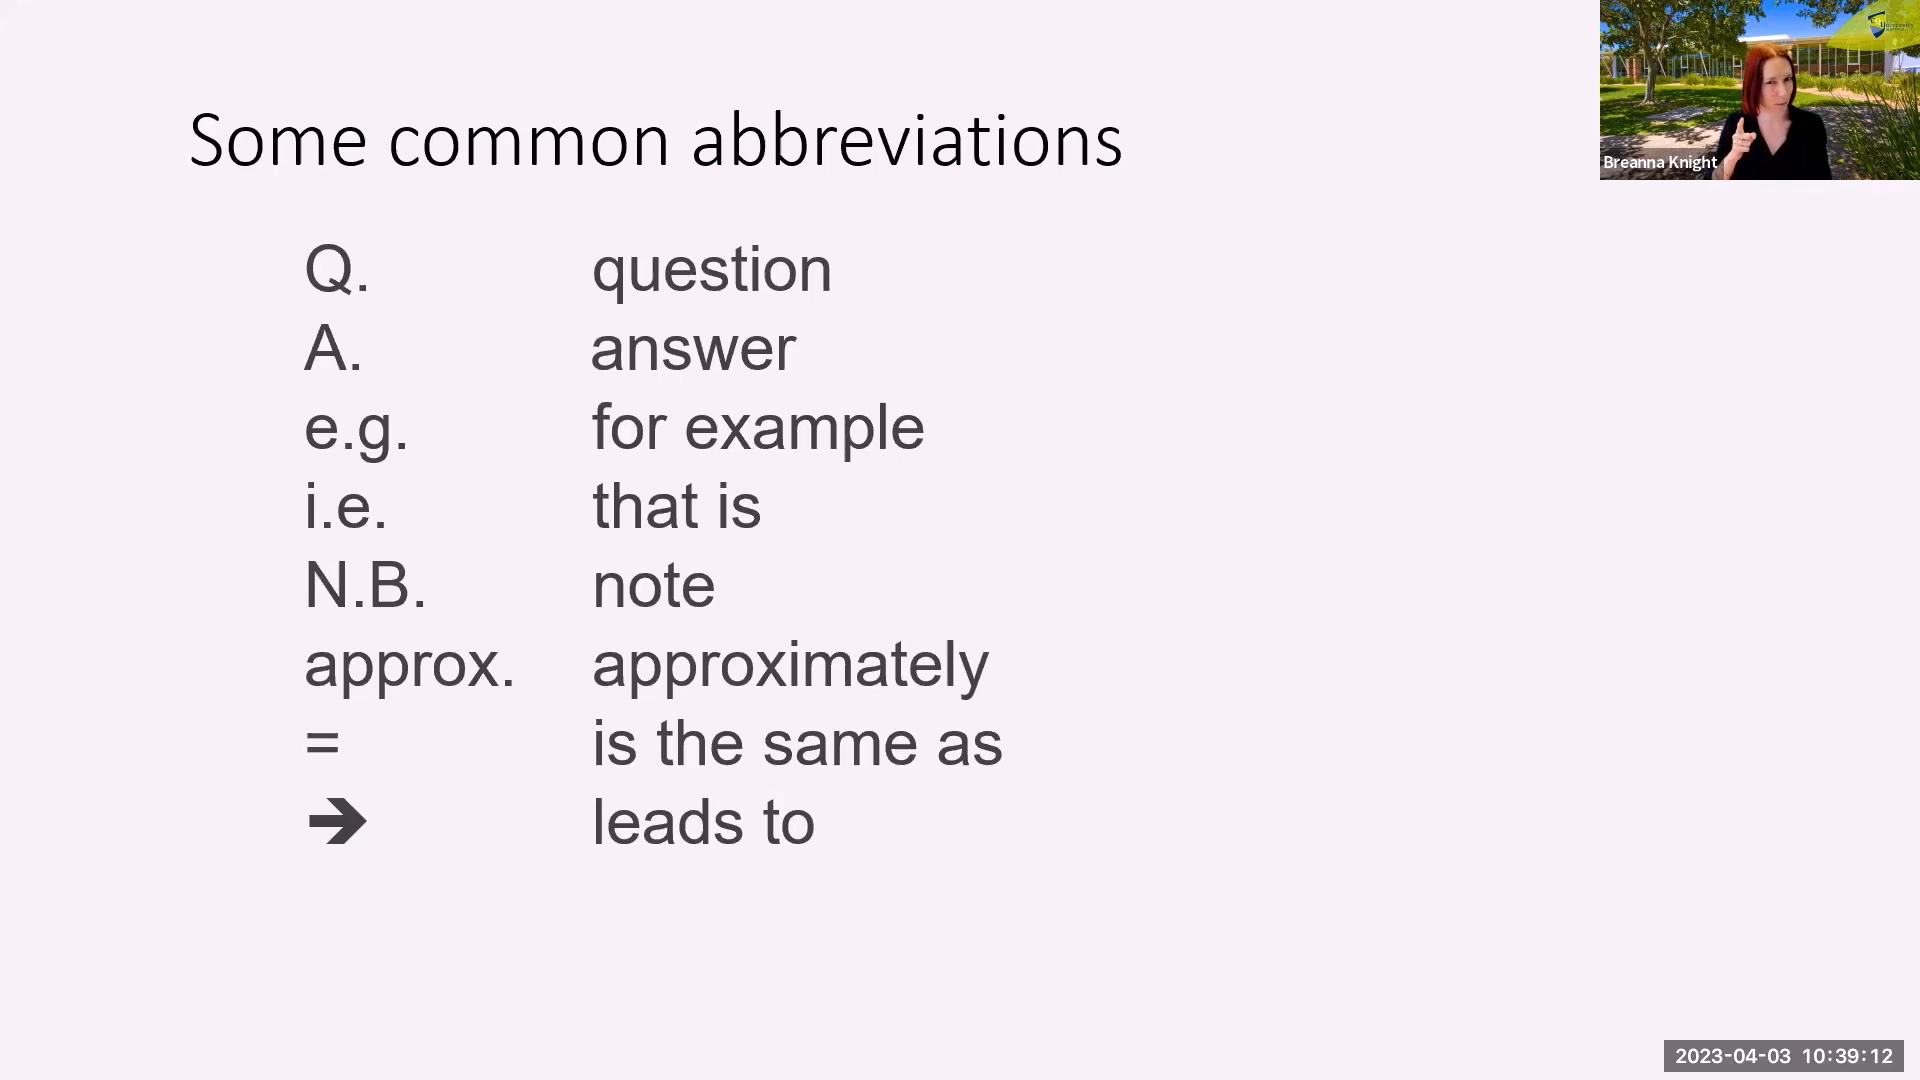 Some common abbreviations
Q. question
A. answer
e.g. for example
i.e. that is
N.B. note
approx. approximately
= is the same as
➔ leads to
Breanna Knight
2023-04-03 10:39:12